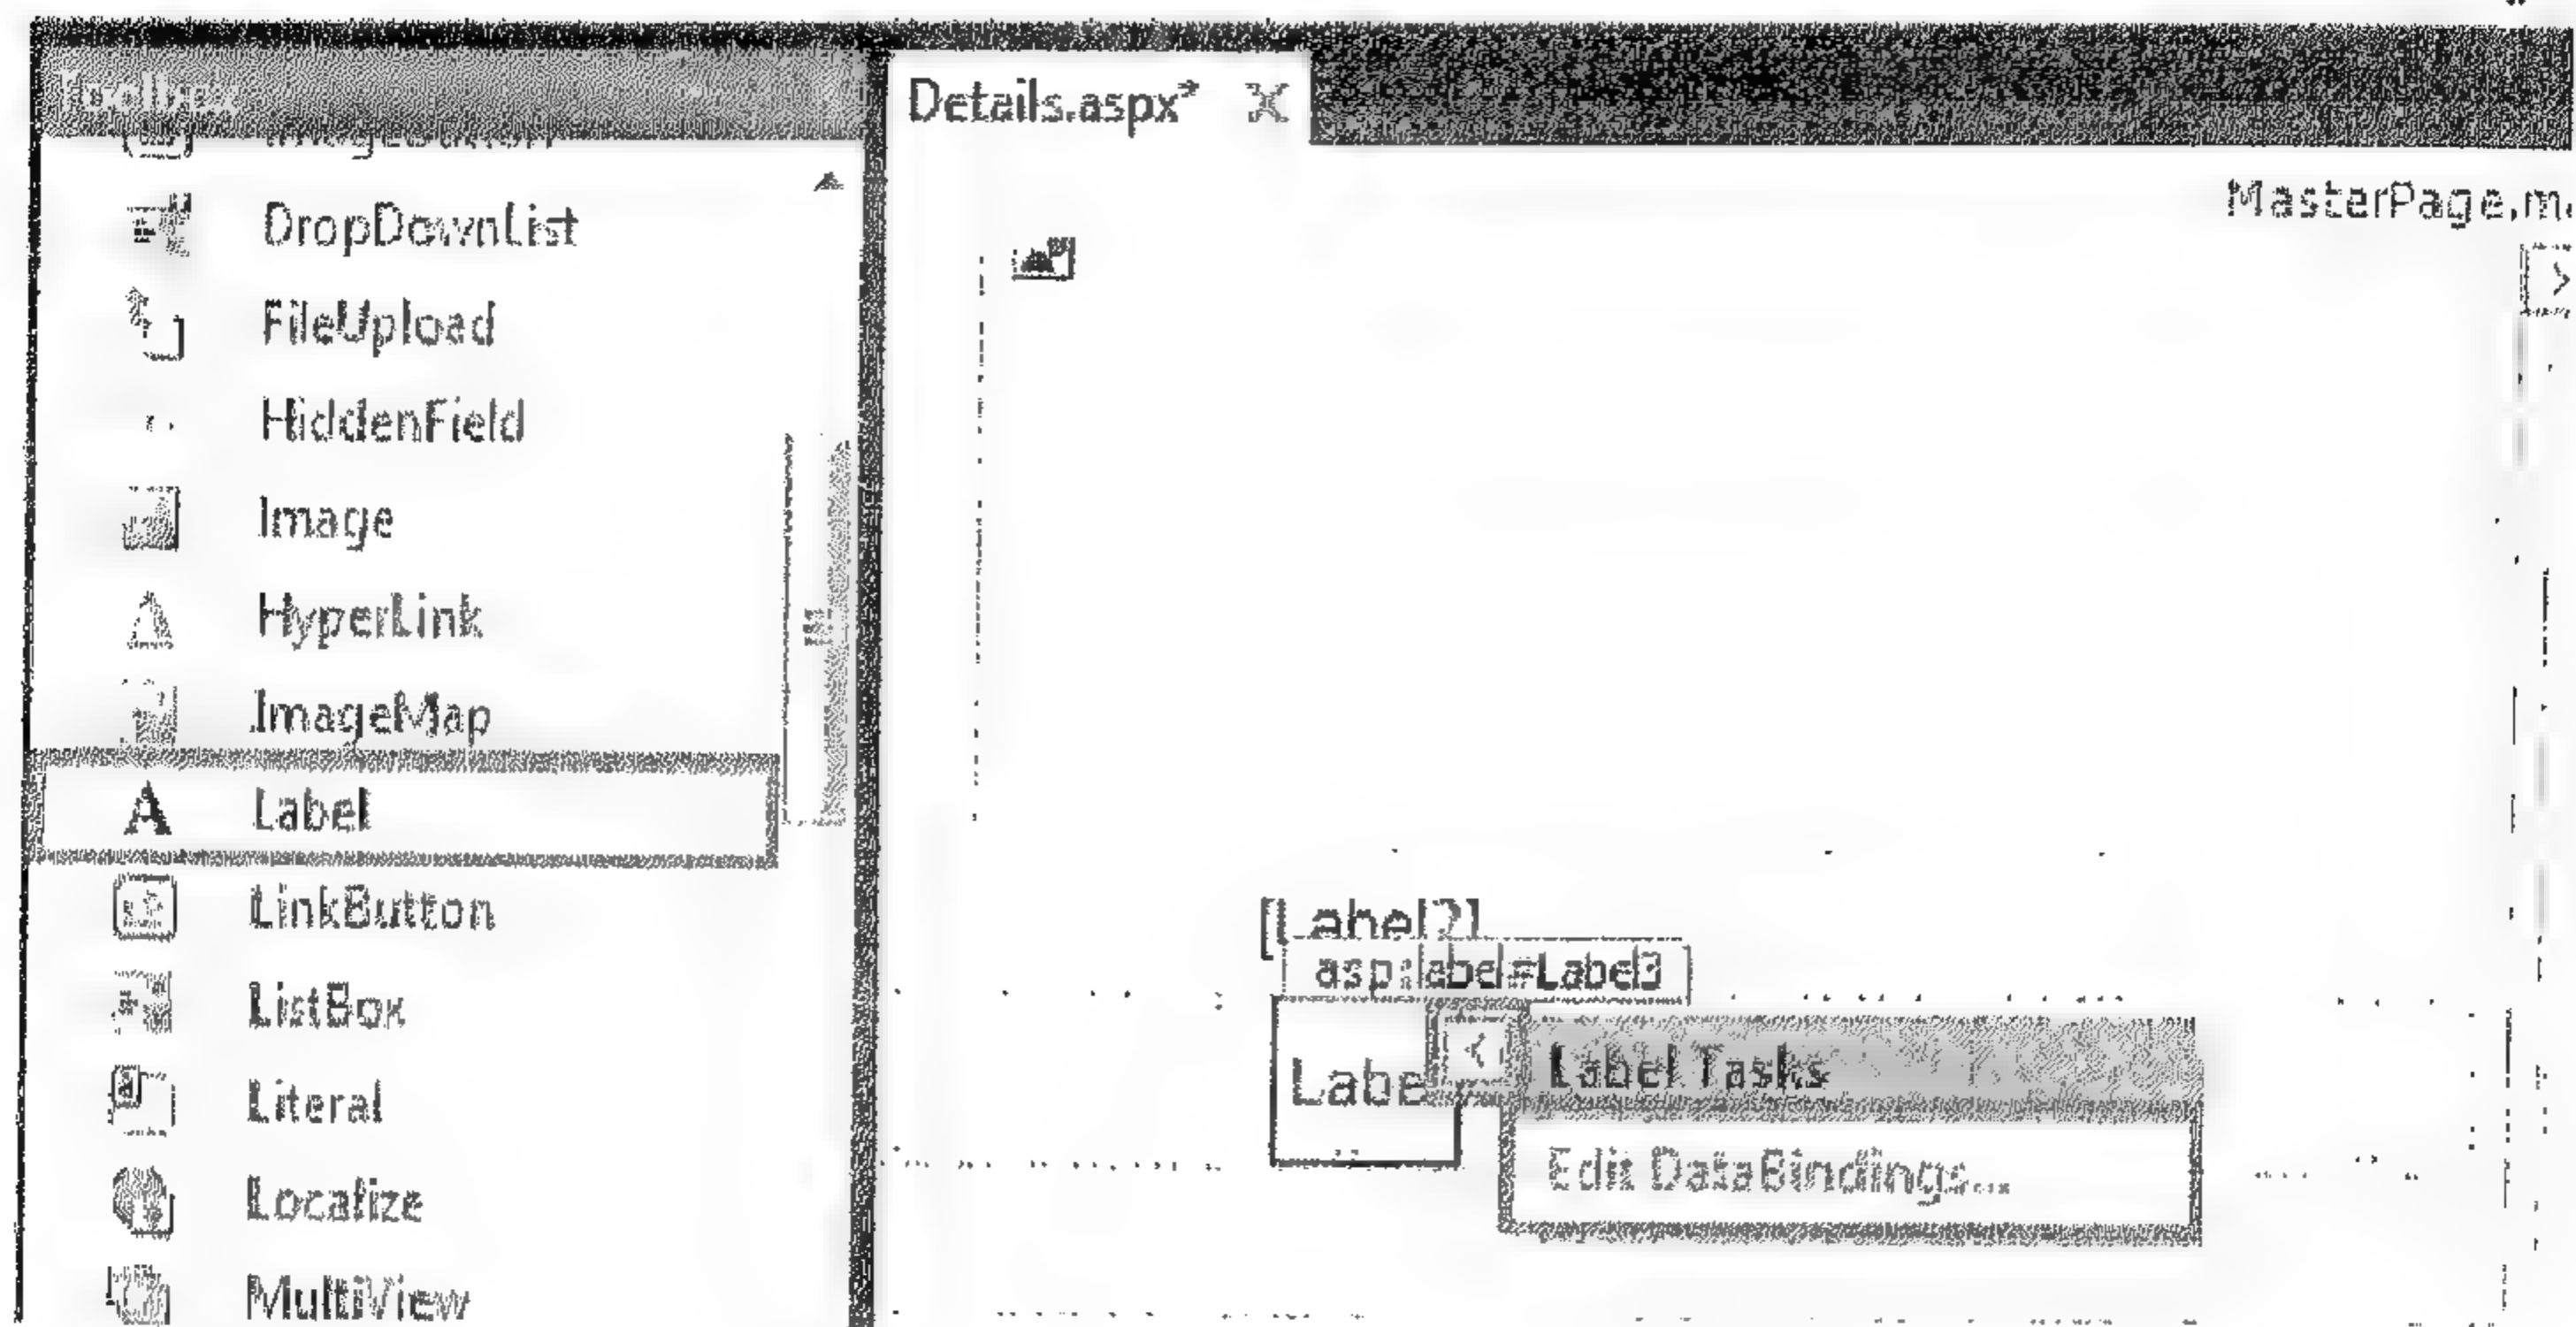 Toolbox
Details.aspx*
MasterPage.m
DropDownList
FileUpload
HiddenField
Image
HyperLink
ImageMap
Label
LinkButton
ListBox
Literal
Localize
MultiView
[Label2]
asp:label#Label3
Labe
Label Tasks
Edit DataBindings...